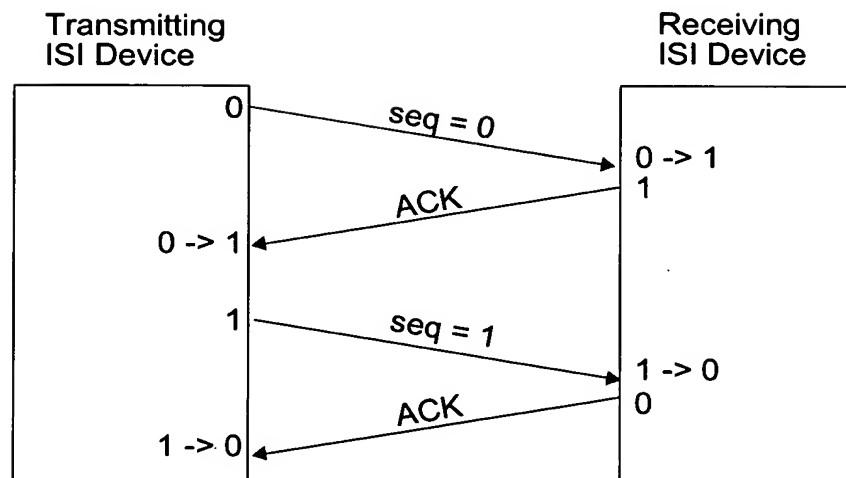 Transmitting
ISI Device
Receiving
ISI Device
0
seq = 0
0 -> 1
1
ACK
0 -> 1
1
seq = 1
1 -> 0
0
ACK
1 -> 0